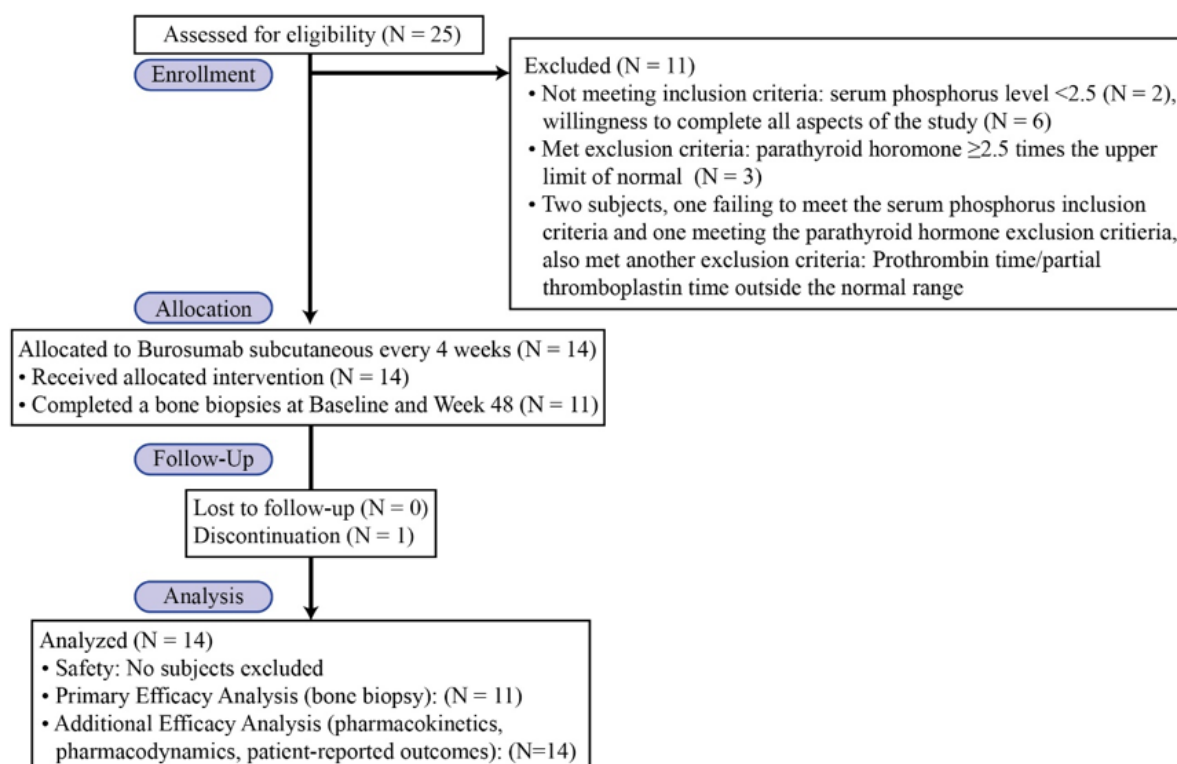 Assessed for eligibility (N = 25)
Enrollment
Excluded (N = 11)
• Not meeting inclusion criteria: serum phosphorus level <2.5 (N = 2),
willingness to complete all aspects of the study (N = 6)
• Met exclusion criteria: parathyroid horomone ≥2.5 times the upper
limit of normal (N = 3)
• Two subjects, one failing to meet the serum phosphorus inclusion
criteria and one meeting the parathyroid hormone exclusion critieria,
also met another exclusion criteria: Prothrombin time/partial
thromboplastin time outside the normal range
Allocation
Allocated to Burosumab subcutaneous every 4 weeks (N = 14)
• Received allocated intervention (N = 14)
• Completed a bone biopsies at Baseline and Week 48 (N = 11)
Follow-Up
Lost to follow-up (N = 0)
Discontinuation (N = 1)
Analysis
Analyzed (N = 14)
• Safety: No subjects excluded
• Primary Efficacy Analysis (bone biopsy): (N = 11)
• Additional Efficacy Analysis (pharmacokinetics,
pharmacodynamics, patient-reported outcomes): (N=14)